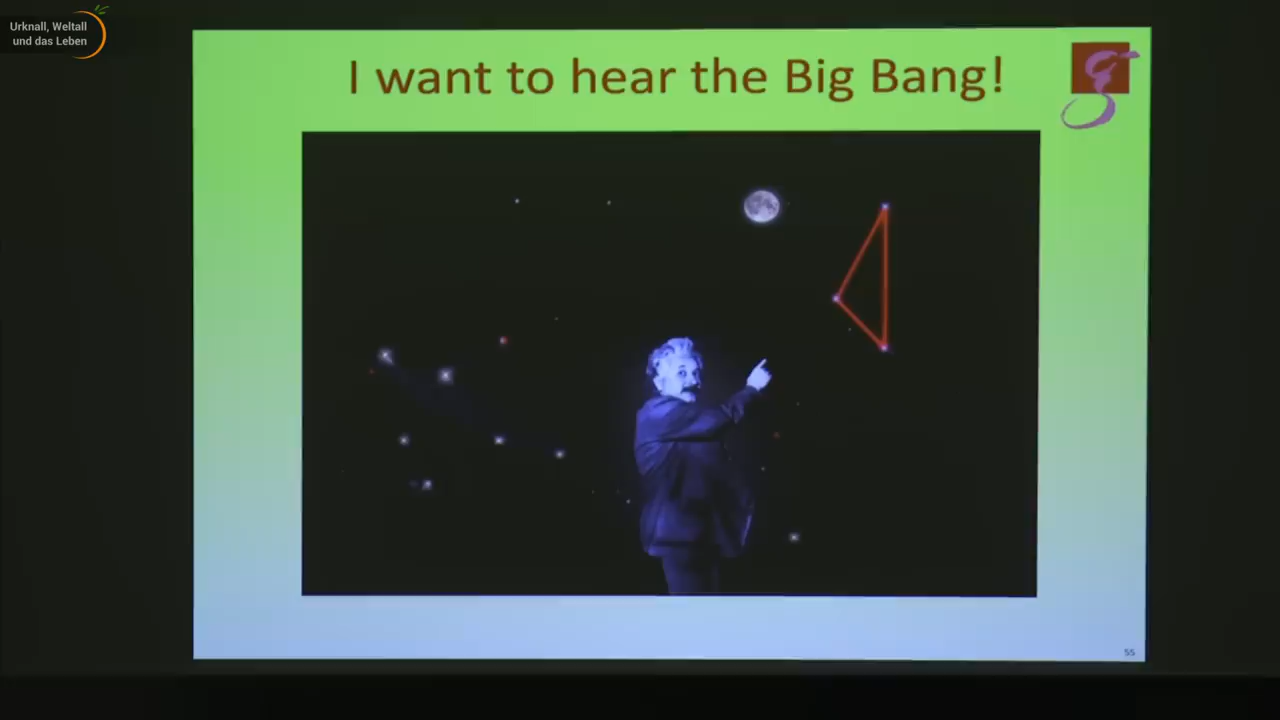 Urknall, Weltall
und das Leben
I want to hear the Big Bang!
g
55